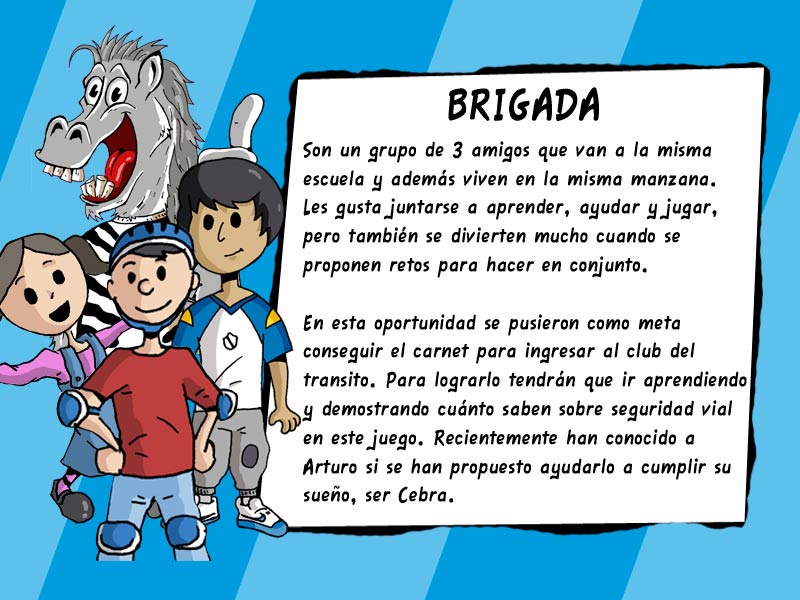 BRIGADA
Son un grupo de 3 amigos que van a la misma
escuela y además viven en la misma manzana.
Les gusta juntarse a aprender, ayudar y jugar,
pero también se divierten mucho cuando se
proponen retos para hacer en conjunto.
En esta oportunidad se pusieron como meta
conseguir el carnet para ingresar al club del
transito. Para lograrlo tendrán que ir aprendiendo
y demostrando cuánto saben sobre seguridad vial
en este juego. Recientemente han conocido a
Arturo si se han propuesto ayudarlo a cumplir su
sueño, ser Cebra.